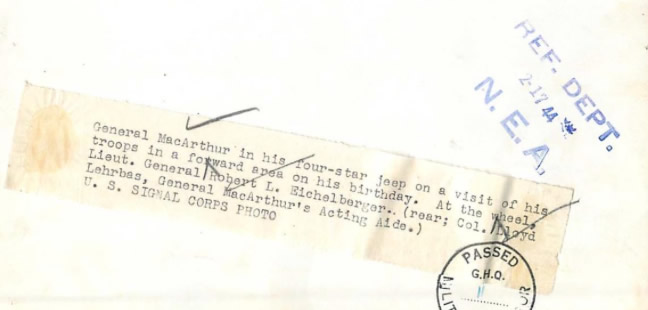 REF. DEPT.
2-17 44
N. E. A.
General MacArthur in his four-star jeep on a visit of his
troops in a forward area on his birthday. At the wheel,
Lieut. General Robert L. Eichelberger. (rear; Col. Lloyd
Lehrbas, General MacArthur's Acting Aide.)
U. S. SIGNAL CORPS PHOTO
PASSED
G.H.Q.